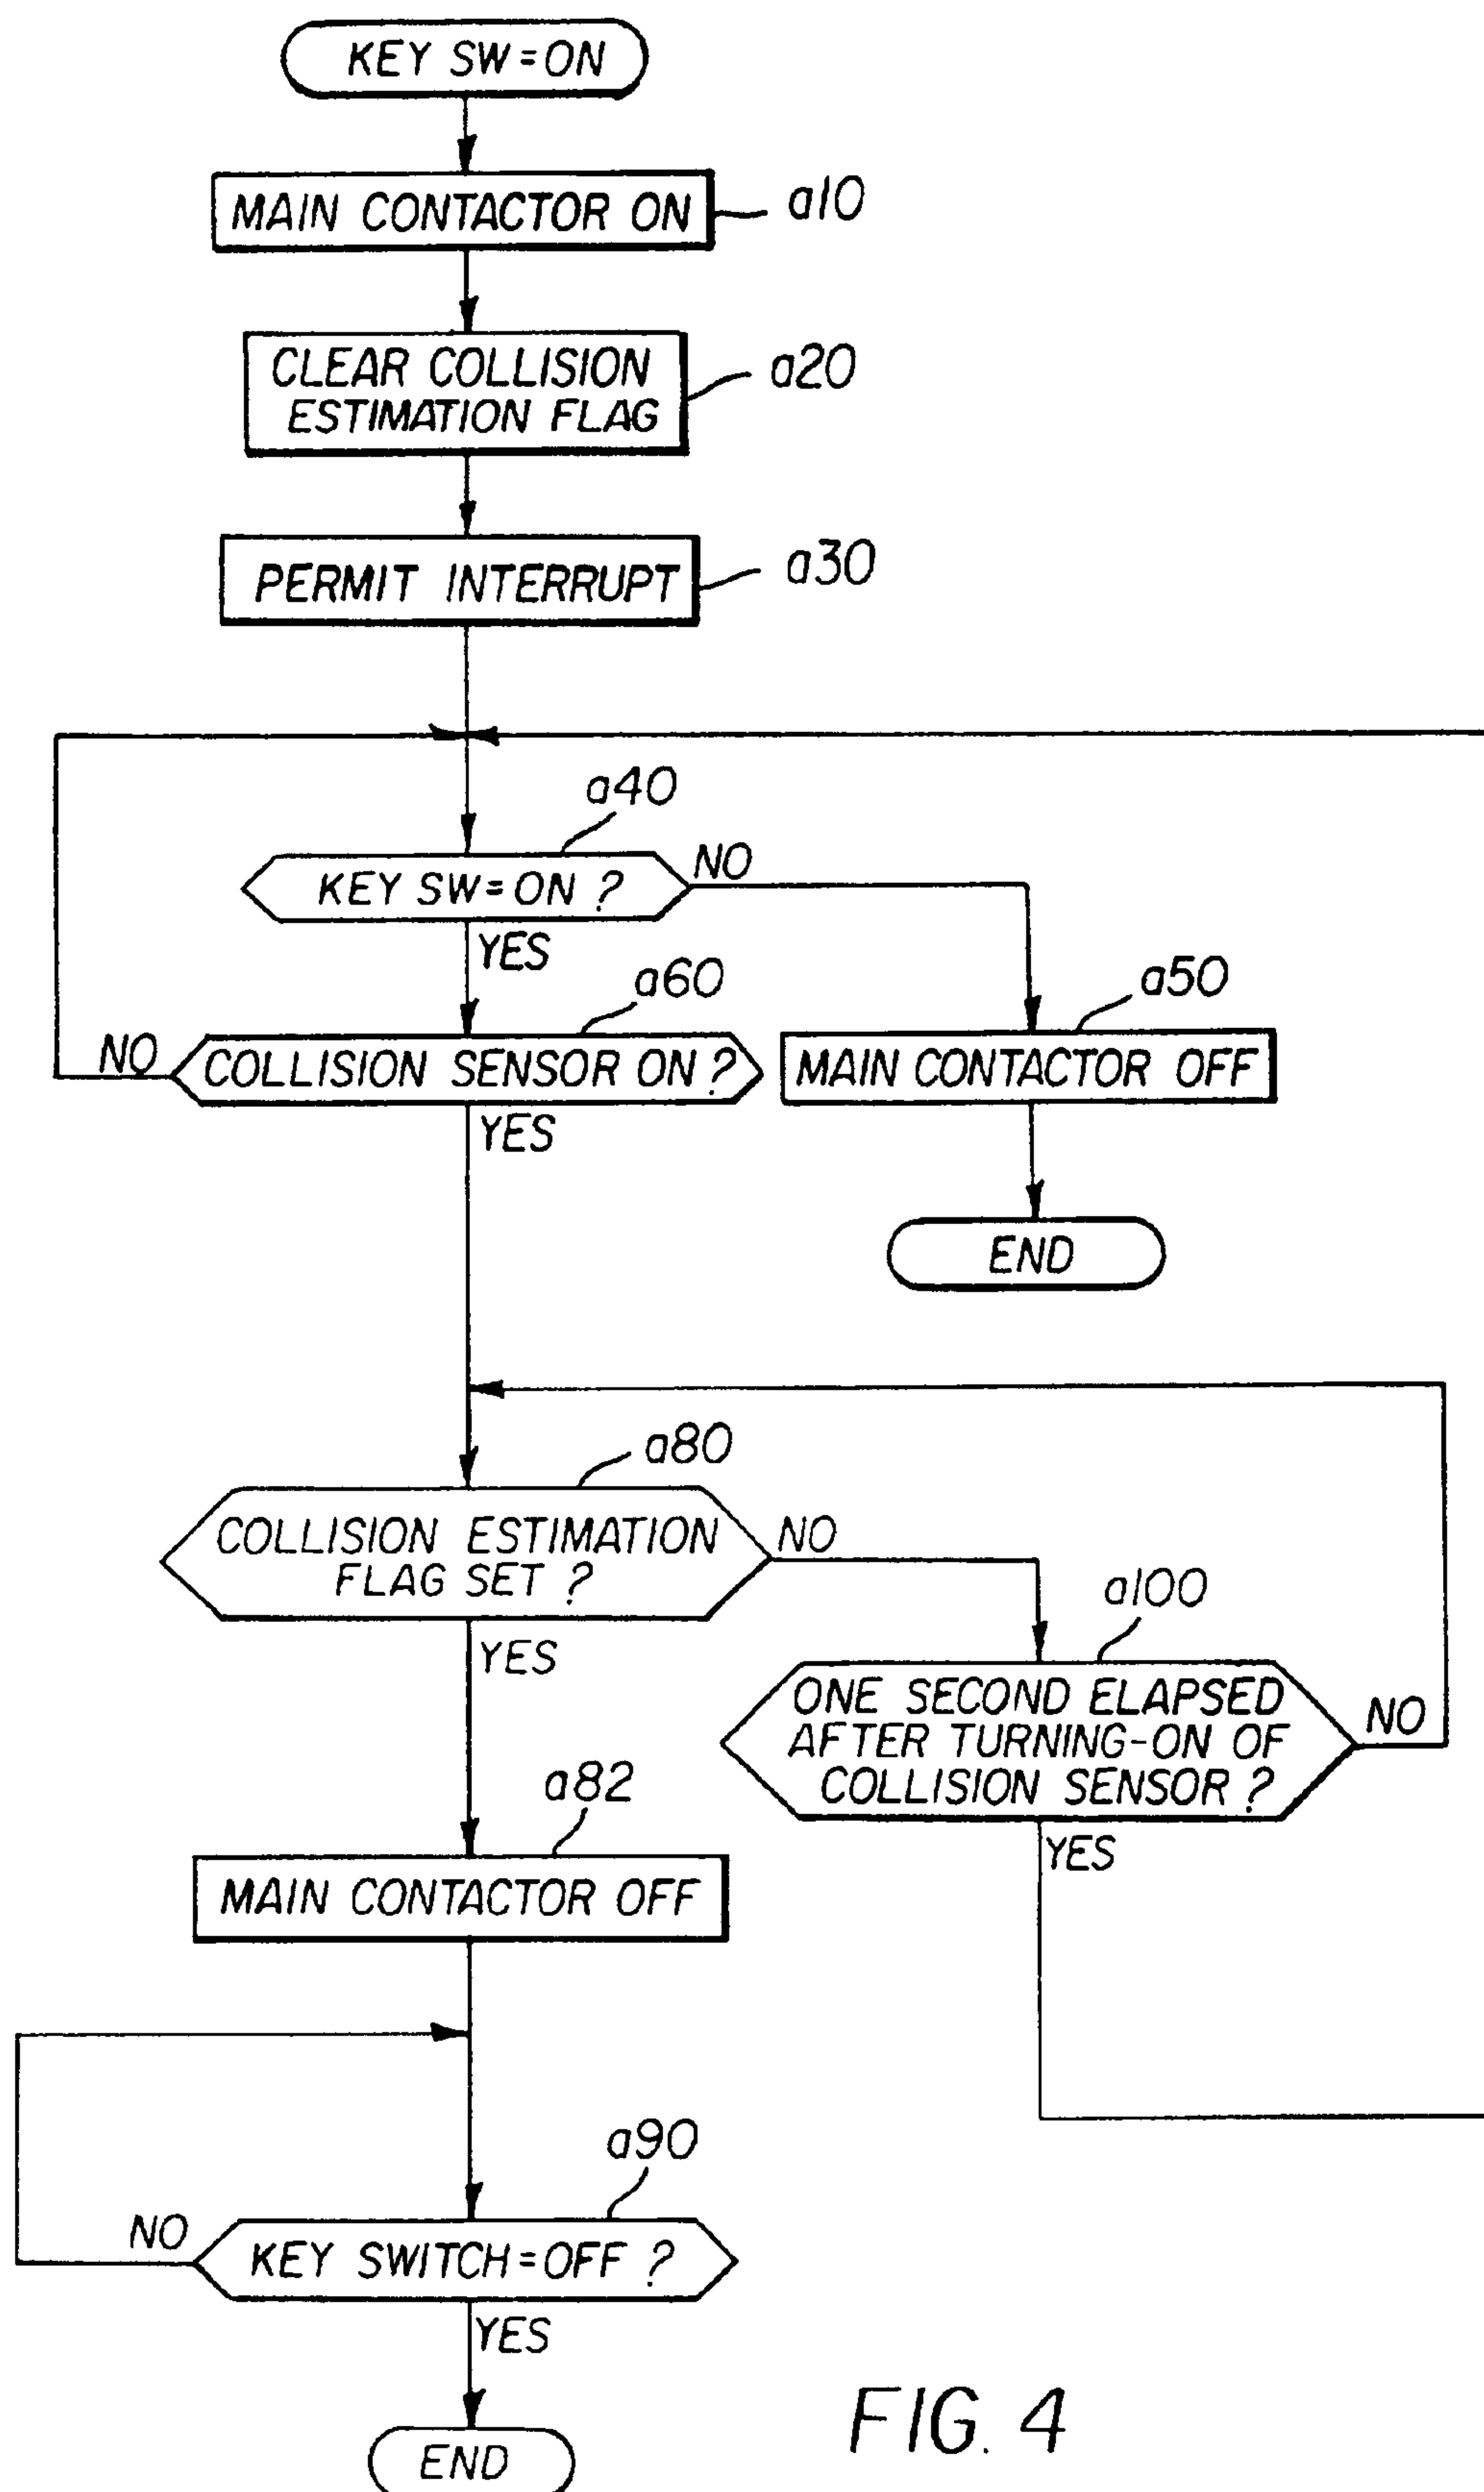 KEY SW=ON
MAIN CONTACTOR ON
a10
CLEAR COLLISION
ESTIMATION FLAG
a20
PERMIT INTERRUPT
a30
a40
KEY SW=ON ?
NO
YES
a60
a50
NO
COLLISION SENSOR ON ?
MAIN CONTACTOR OFF
YES
END
a80
COLLISION ESTIMATION
FLAG SET ?
NO
a100
YES
ONE SECOND ELAPSED
AFTER TURNING-ON OF
COLLISION SENSOR ?
NO
a82
YES
MAIN CONTACTOR OFF
a90
NO
KEY SWITCH=OFF ?
YES
FIG. 4
END